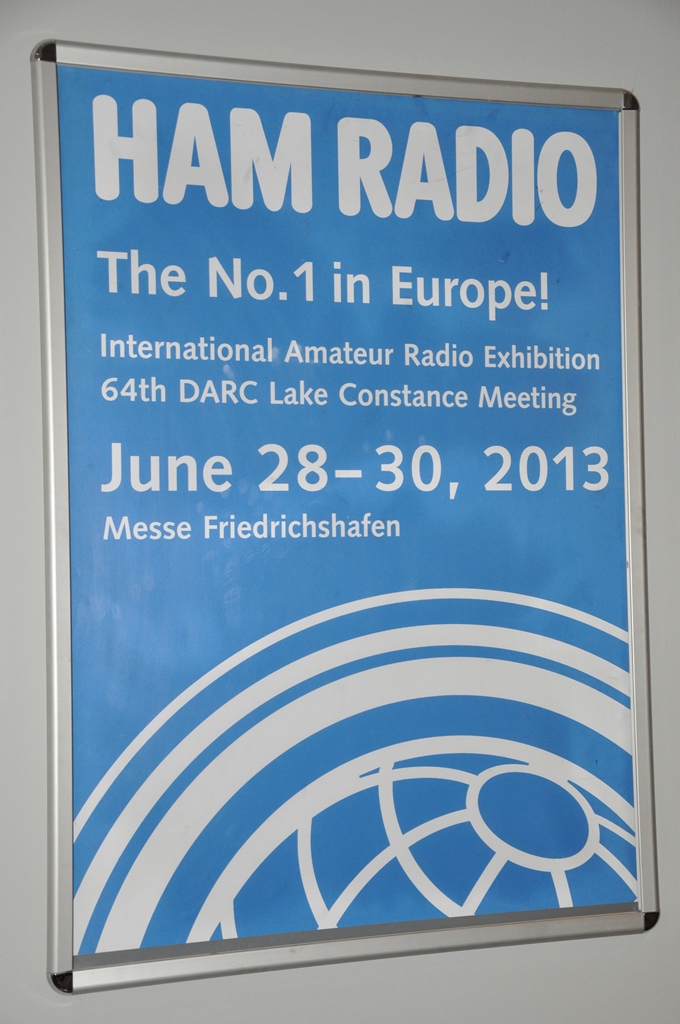 HAM RADIO
The No.1 in Europe!
International Amateur Radio Exhibition
64th DARC Lake Constance Meeting
June 28–30, 2013
Messe Friedrichshafen